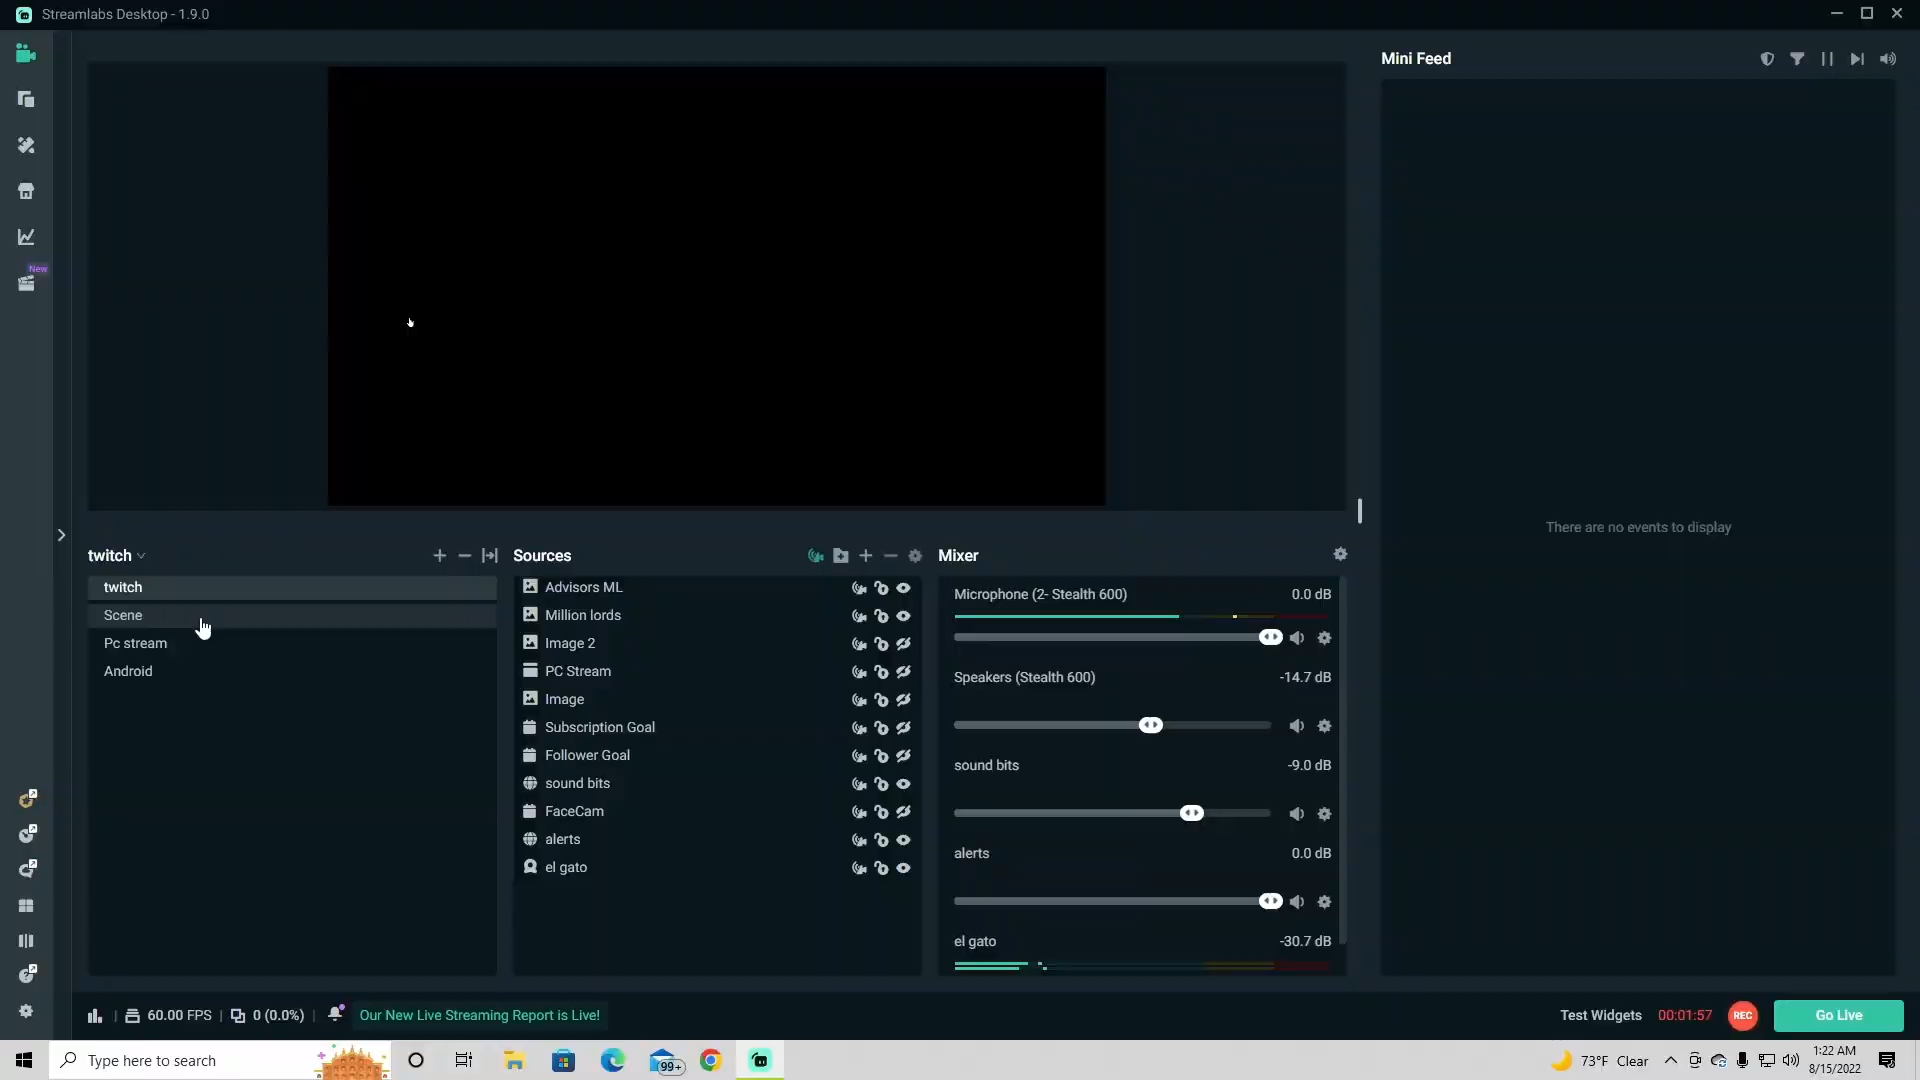 Streamlabs Desktop - 1.9.0
Mini Feed
New
There are no events to display
twitch
twitch
Scene
Pc stream
Android
Sources
Advisors ML
Million lords
Image 2
PC Stream
Image
Subscription Goal
Follower Goal
sound bits
FaceCam
alerts
el gato
Mixer
Microphone (2- Stealth 600) 0.0 dB
Speakers (Stealth 600) -14.7 dB
sound bits -9.0 dB
alerts 0.0 dB
el gato -30.7 dB
60.00 FPS 0 (0.0%) Our New Live Streaming Report is Live!
Test Widgets 00:01:57 REC Go Live
Type here to search
99+
73°F Clear
1:22 AM
8/15/2022